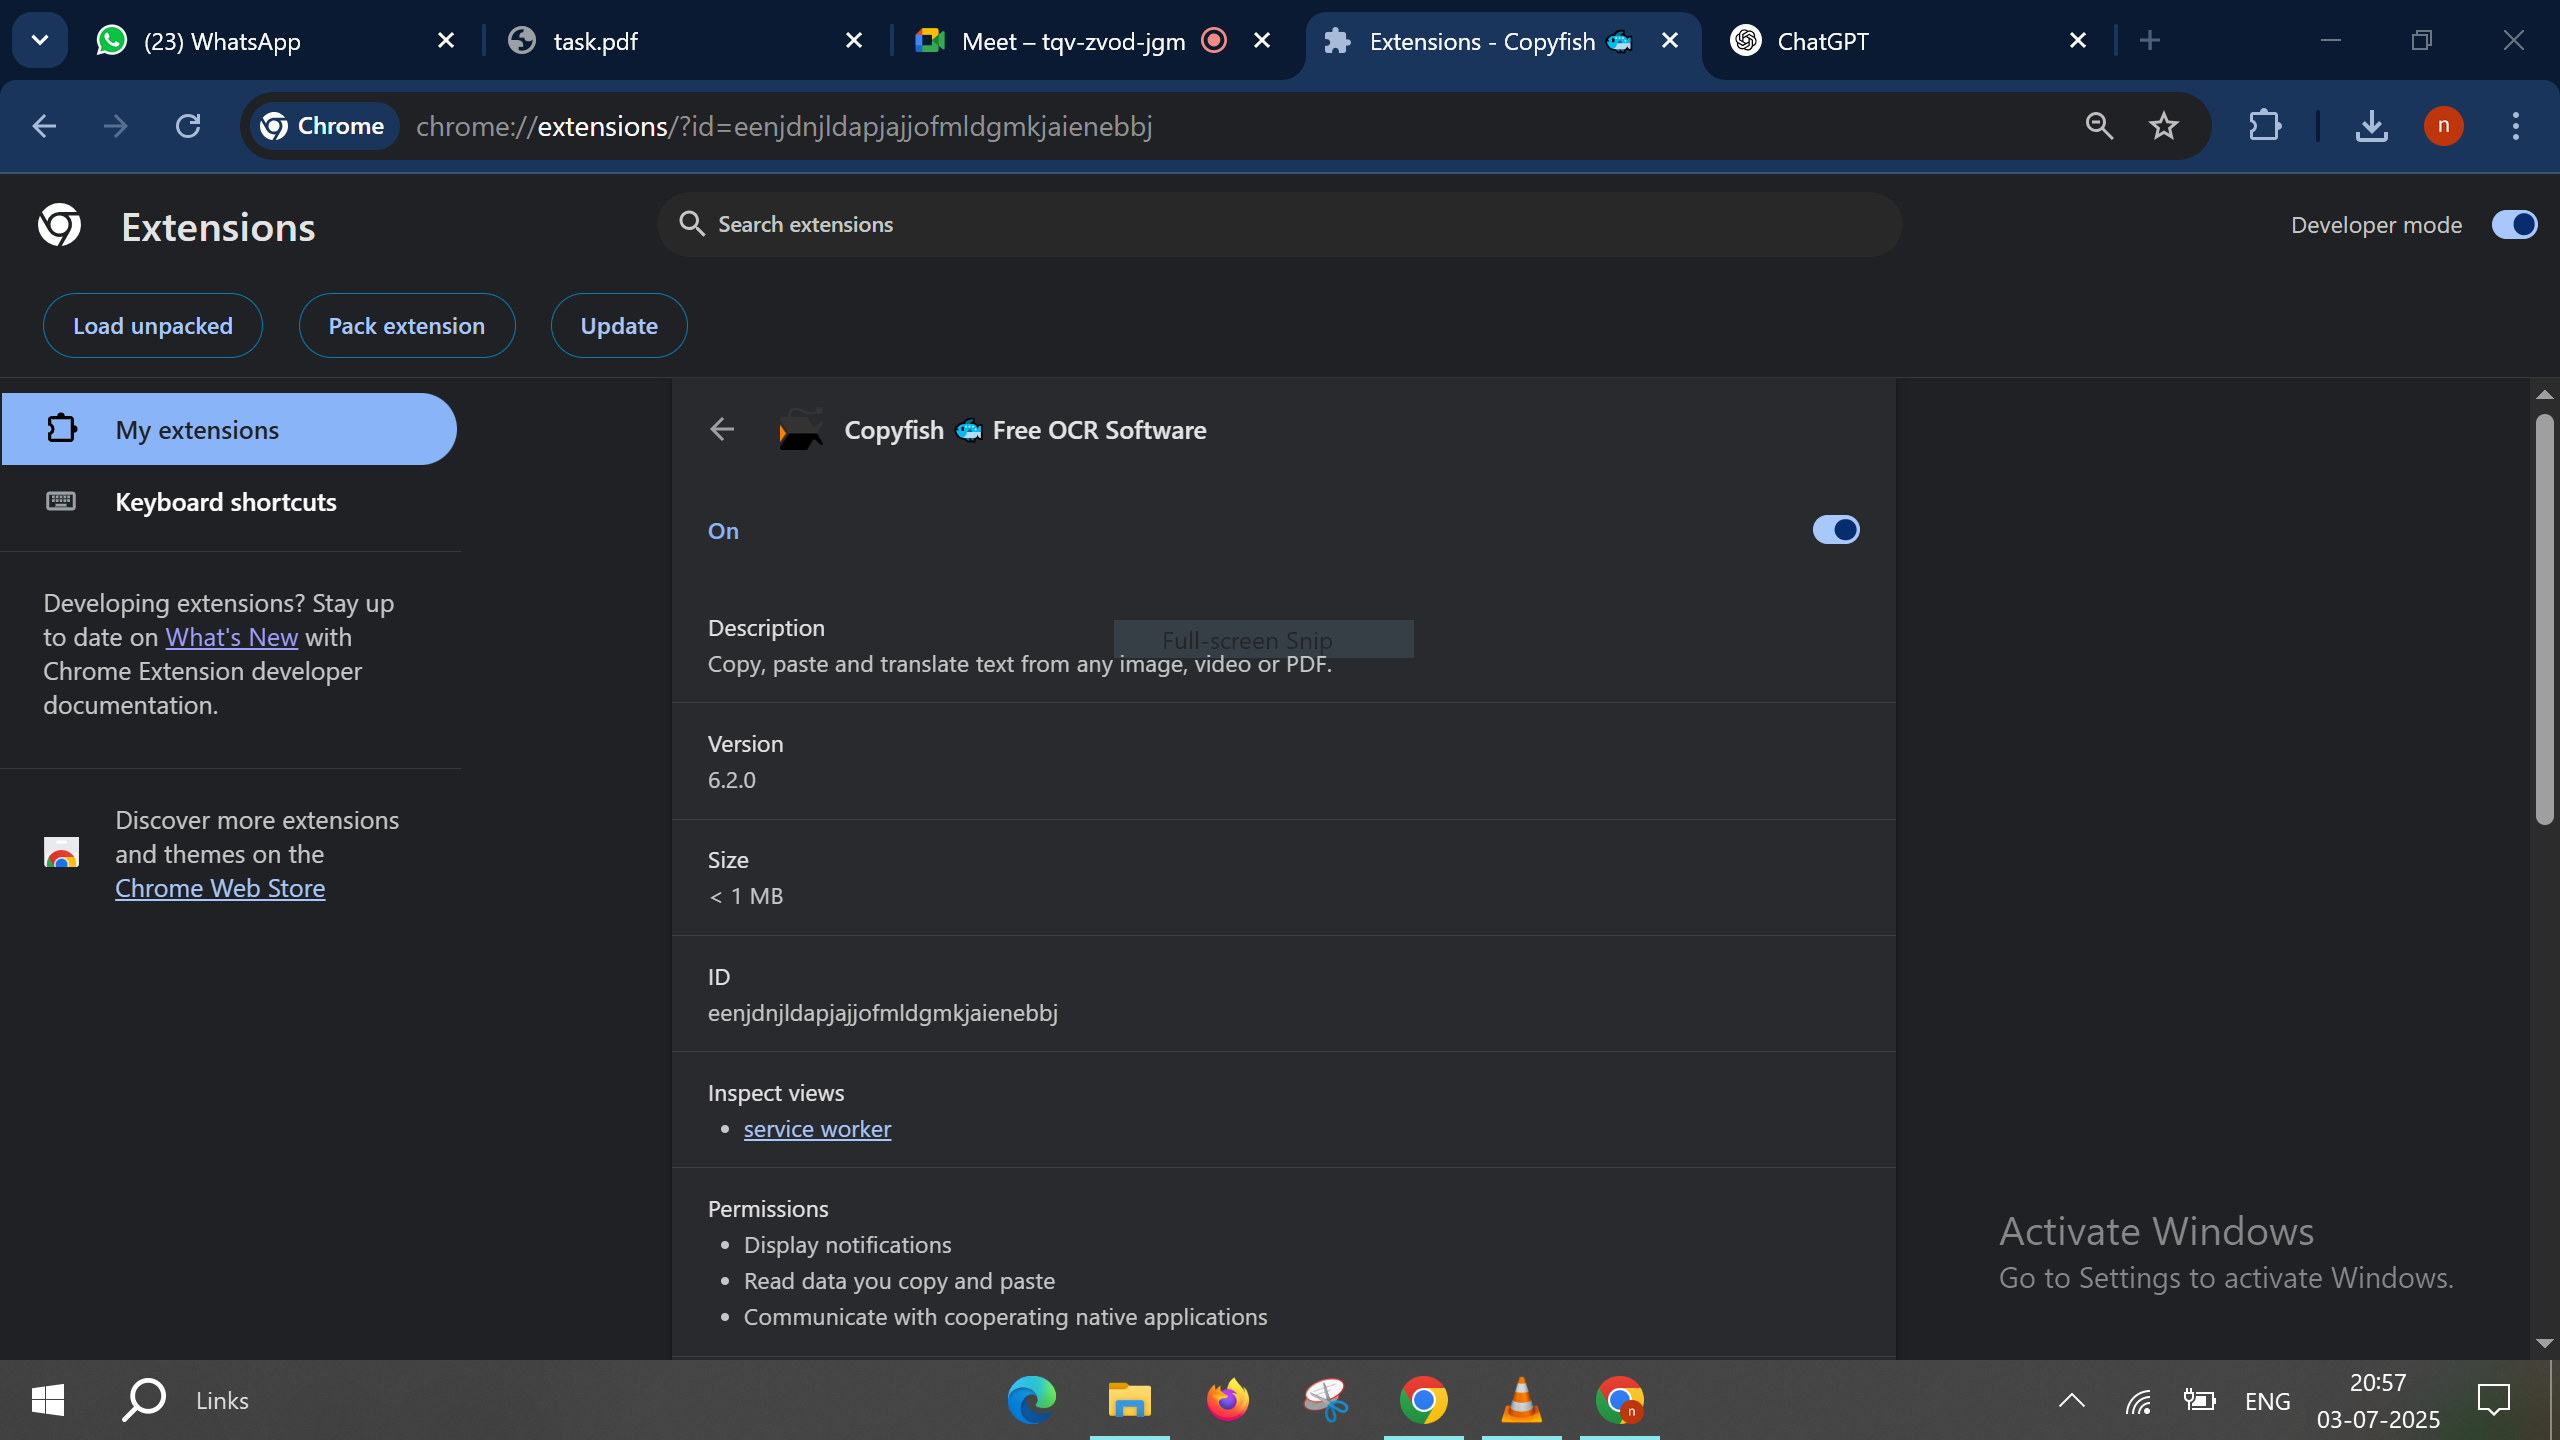 (23) WhatsApp
task.pdf
Meet – tqv-zvod-jgm
Extensions - Copyfish 🐟
ChatGPT
Chrome
chrome://extensions/?id=eenjdnjldapjajjofmldgmkjaienebbj
n
Extensions
Search extensions
Developer mode
Load unpacked
Pack extension
Update
My extensions
Keyboard shortcuts
Developing extensions? Stay up
to date on What's New with
Chrome Extension developer
documentation.
Discover more extensions
and themes on the
Chrome Web Store
Copyfish 🐟 Free OCR Software
On
Description
Full-screen Snip
Copy, paste and translate text from any image, video or PDF.
Version
6.2.0
Size
< 1 MB
ID
eenjdnjldapjajjofmldgmkjaienebbj
Inspect views
• service worker
Permissions
• Display notifications
• Read data you copy and paste
• Communicate with cooperating native applications
Activate Windows
Go to Settings to activate Windows.
Links
n
ENG
20:57
03-07-2025